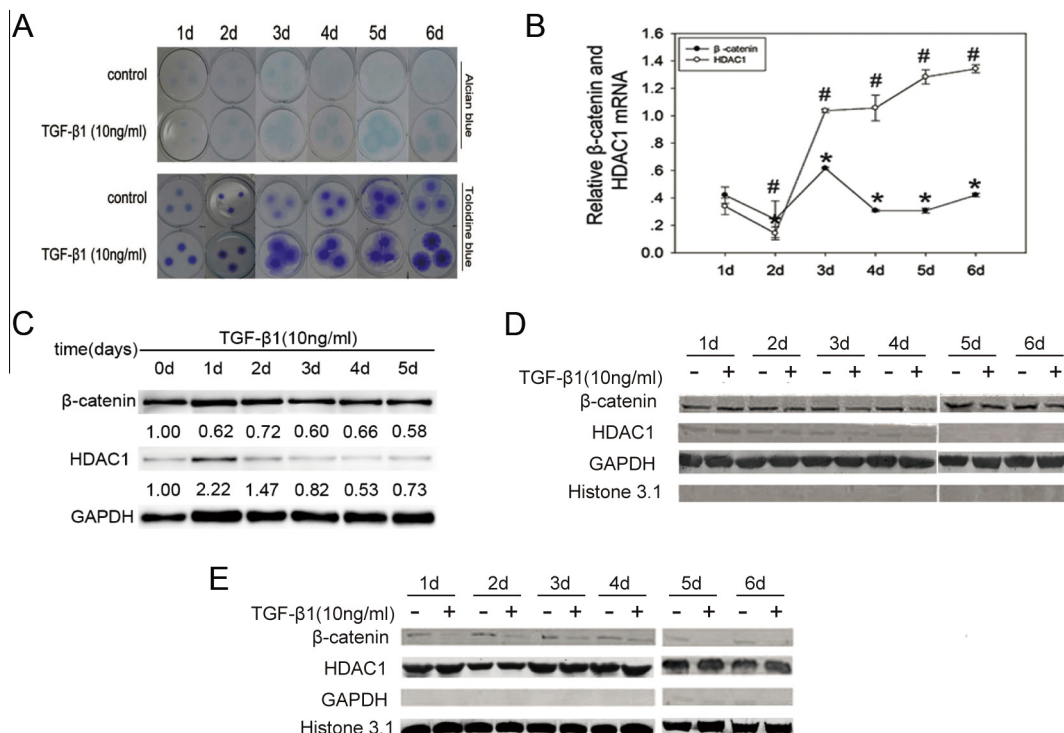 A
1d 2d 3d 4d 5d 6d
control
TGF-β1 (10ng/ml)
Alcian blue
control
TGF-β1 (10ng/ml)
Toloidine blue
B
Relative β-catenin and
HDAC1 mRNA
1.6
1.4
1.2
1.0
.8
.6
.4
.2
.0
β -catenin
HDAC1
# # # # #
* * * * *
1d 2d 3d 4d 5d 6d
C
TGF-β1(10ng/ml)
time(days)
0d 1d 2d 3d 4d 5d
β-catenin
1.00 0.62 0.72 0.60 0.66 0.58
HDAC1
1.00 2.22 1.47 0.82 0.53 0.73
GAPDH
D
1d 2d 3d 4d 5d 6d
TGF-β1(10ng/ml) - + - + - + - + - + - +
β-catenin
HDAC1
GAPDH
Histone 3.1
E
1d 2d 3d 4d 5d 6d
TGF-β1(10ng/ml) - + - + - + - + - + - +
β-catenin
HDAC1
GAPDH
Histone 3.1